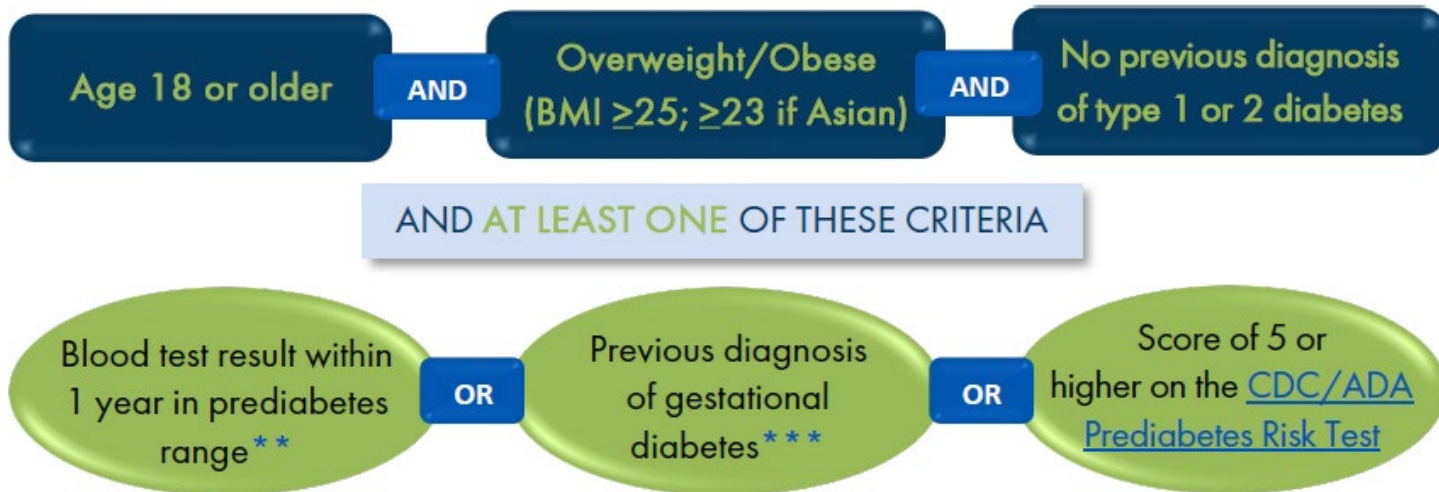 Age 18 or older
AND
Overweight/Obese
(BMI ≥25; ≥23 if Asian)
AND
No previous diagnosis
of type 1 or 2 diabetes
AND AT LEAST ONE OF THESE CRITERIA
Blood test result within
1 year in prediabetes
range**
OR
Previous diagnosis
of gestational
diabetes***
OR
Score of 5 or
higher on the CDC/ADA
Prediabetes Risk Test